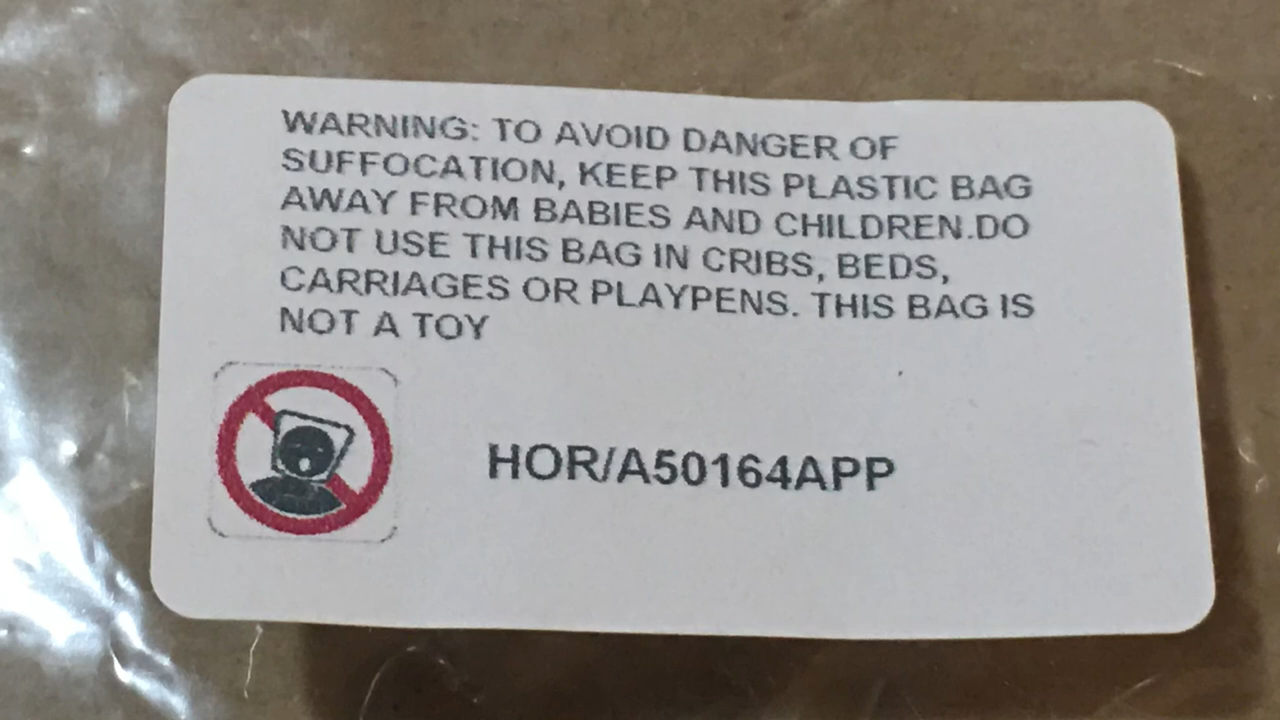 WARNING: TO AVOID DANGER OF
SUFFOCATION, KEEP THIS PLASTIC BAG
AWAY FROM BABIES AND CHILDREN.DO
NOT USE THIS BAG IN CRIBS, BEDS,
CARRIAGES OR PLAYPENS. THIS BAG IS
NOT A TOY
HOR/A50164APP